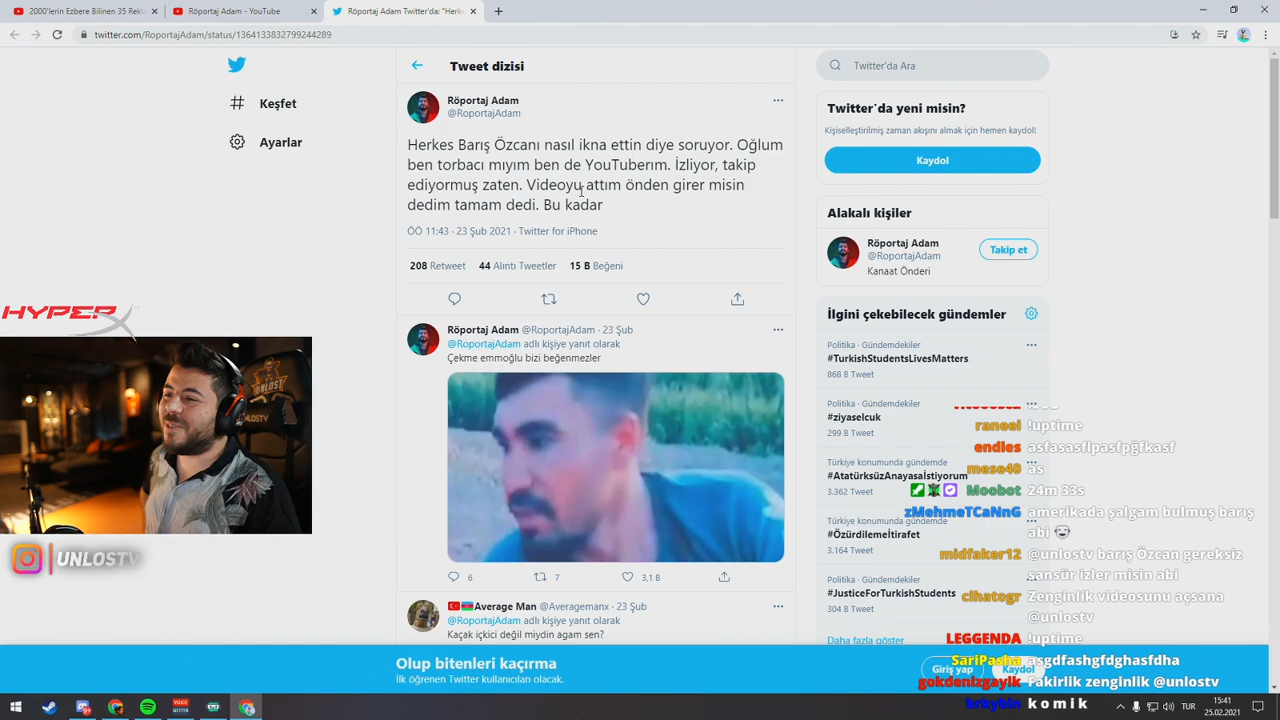 2000'lerin Ezbere Bilinen 35 Rekl
Röportaj Adam - YouTube
Röportaj Adam Twitter'da: "Herke
twitter.com/RoportajAdam/status/1364133832799244289
Keşfet
Ayarlar
Tweet dizisi
Röportaj Adam
@RoportajAdam
Herkes Barış Özcanı nasıl ikna ettin diye soruyor. Oğlum
ben torbacı mıyım ben de YouTuberım. İzliyor, takip
ediyormuş zaten. Videoyu attım önden girer misin
dedim tamam dedi. Bu kadar
ÖÖ 11:43 · 23 Şub 2021 · Twitter for iPhone
208 Retweet 44 Alıntı Tweetler 15 B Beğeni
Röportaj Adam @RoportajAdam · 23 Şub
@RoportajAdam adlı kişiye yanıt olarak
Çekme emmoğlu bizi beğenmezler
6 7 3,1 B
Average Man @Averagemanx · 23 Şub
@RoportajAdam adlı kişiye yanıt olarak
Kaçak içkici değil miydin agam sen?
Twitter'da Ara
Twitter'da yeni misin?
Kişiselleştirilmiş zaman akışını almak için hemen kaydol!
Kaydol
Alakalı kişiler
Röportaj Adam
@RoportajAdam
Takip et
Kanaat Önderi
İlgini çekebilecek gündemler
Politika · Gündemdekiler
#TurkishStudentsLivesMatters
868 B Tweet
Politika · Gündemdekiler
#ziyaselcuk
299 B Tweet
Türkiye konumunda gündemde
#AtatürksüzAnayasaİstiyorum
3.362 Tweet
Türkiye konumunda gündemde
#Özürdilemeİtirafet
3.164 Tweet
Politika · Gündemdekiler
#JusticeForTurkishStudents
304 B Tweet
Daha fazla göster
raneei !uptime
endles asfasasflpasfpğfkasf
mese40 as
Moobot 24m 33s
zMehmeTCaNnG amerikada şalgam bulmuş barış
abi
midfaker12 @unlostv barış Özcan gereksiz
sansür izler misin abi
cihatogr Zenginlik videosunu açsana
@unlostv
LEGGENDA !uptime
SariPasha asgdfashgfdghasfdha
gokdenizgayik Fakirlik zenginlik @unlostv
brkybin k o m i k
HYPERX
UNLOST
UNLOSTV
UNLOSTV
Olup bitenleri kaçırma
İlk öğrenen Twitter kullanıcıları olacak.
Giriş yap
Kaydol
TUR
15:41
25.02.2021